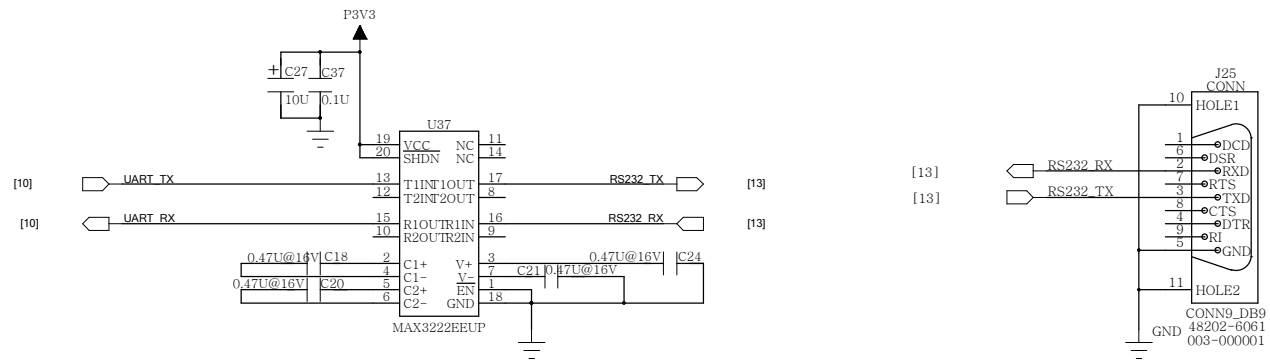 P3V3
C27
C37
10U
0.1U
U37
19 VCC NC 11
20 SHDN NC 14
[10] UART_TX 13 T1IN T1OUT 17 RS232_TX [13]
12 T2IN T2OUT 8
[10] UART_RX 15 R1OUT R1IN 16 RS232_RX [13]
10 R2OUT R2IN 9
0.47U@16V C18 2 C1+ V+ 3 0.47U@16V C24
4 C1- V- 7 C21 0.47U@16V
0.47U@16V C20 5 C2+ EN 1
6 C2- GND 18
MAX3222EEUP
J25
CONN
10 HOLE1
1 DCD
6 DSR
[13] RS232_RX 2 RXD
7 RTS
[13] RS232_TX 3 TXD
8 CTS
4 DTR
9 RI
5 GND
11 HOLE2
CONN9_DB9
GND 48202-6061
003-000001